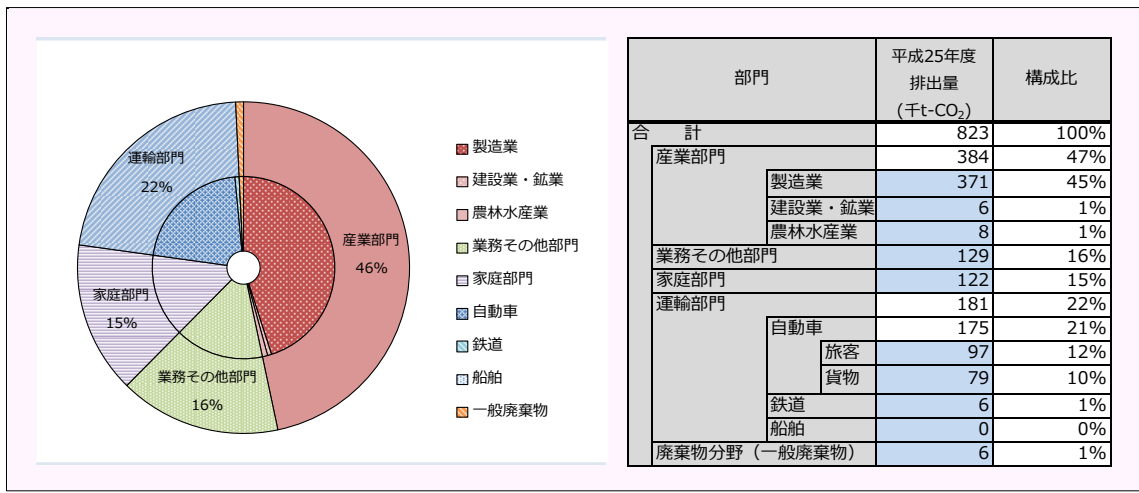 運輸部門
22%
産業部門
46%
家庭部門
15%
業務その他部門
16%
製造業
建設業・鉱業
農林水産業
業務その他部門
家庭部門
自動車
鉄道
船舶
一般廃棄物
部門 平成25年度 排出量 (千t-CO₂) 構成比
合 計 823 100%
産業部門 384 47%
製造業 371 45%
建設業・鉱業 6 1%
農林水産業 8 1%
業務その他部門 129 16%
家庭部門 122 15%
運輸部門 181 22%
自動車 175 21%
旅客 97 12%
貨物 79 10%
鉄道 6 1%
船舶 0 0%
廃棄物分野(一般廃棄物) 6 1%